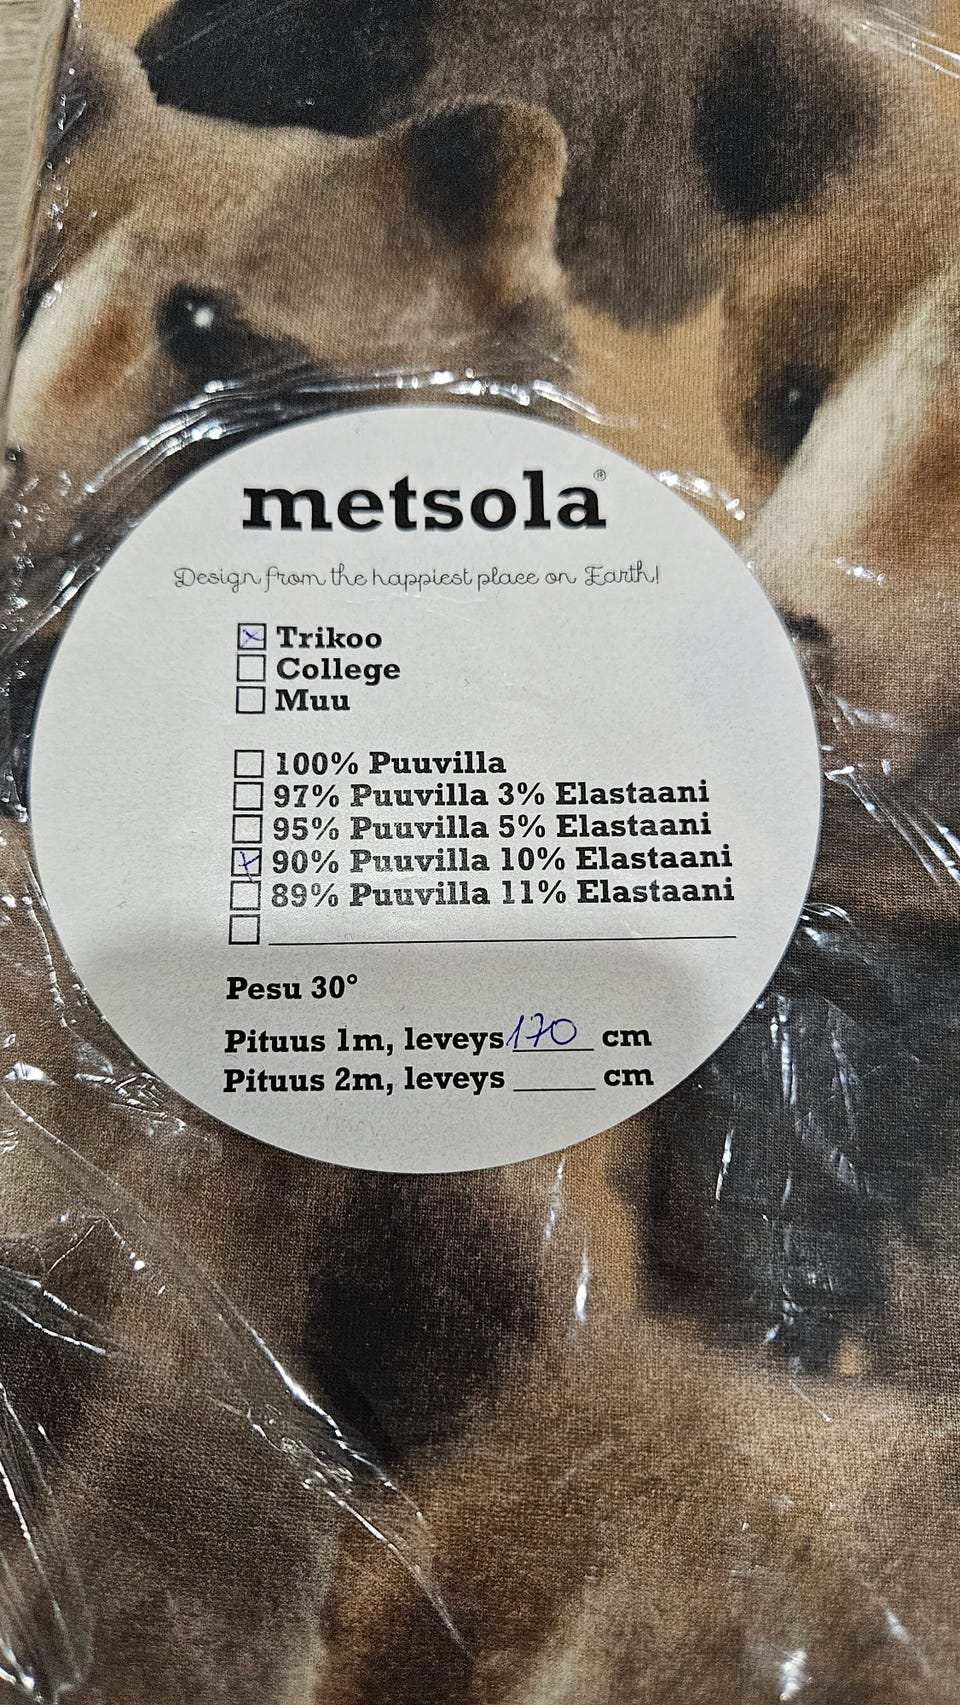 metsola®
Design from the happiest place on Earth!
Trikoo
College
Muu
100% Puuvilla
97% Puuvilla 3% Elastaani
95% Puuvilla 5% Elastaani
90% Puuvilla 10% Elastaani
89% Puuvilla 11% Elastaani
Pesu 30°
Pituus 1m, leveys 170 cm
Pituus 2m, leveys ____ cm